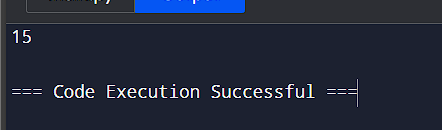 15
=== Code Execution Successful ===